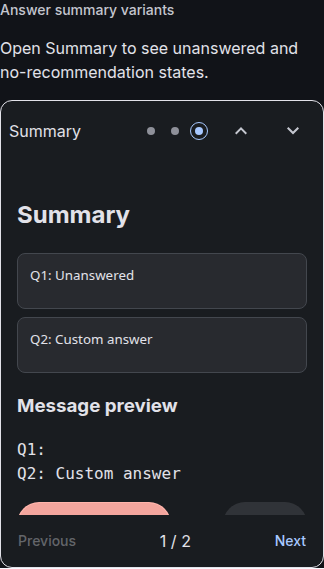 Answer summary variants
Open Summary to see unanswered and
no-recommendation states.
Summary
Summary
Q1: Unanswered
Q2: Custom answer
Message preview
Q1:
Q2: Custom answer
Previous
1 / 2
Next